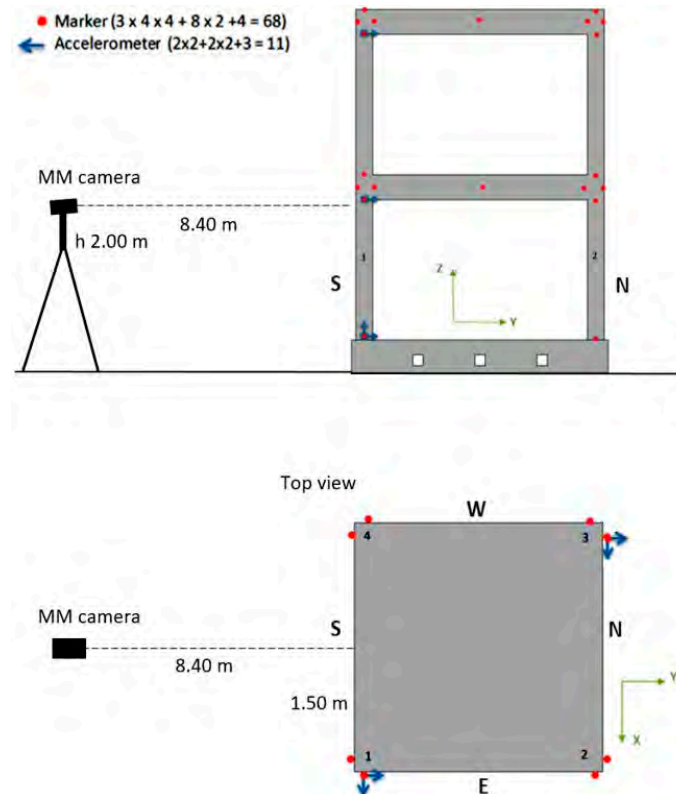 Marker (3 x 4 x 4 + 8 x 2 +4 = 68)
Accelerometer (2x2+2x2+3 = 11)
MM camera
8.40 m
h 2.00 m
1
2
S
N
Z
Y
Top view
W
4
3
MM camera
S
N
8.40 m
Y
1.50 m
X
1
2
E